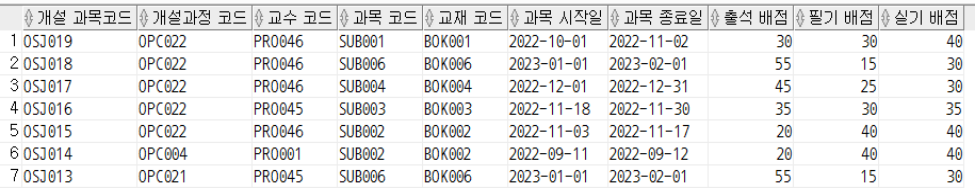 개설 과목코드 개설과정 코드 교수 코드 과목 코드 교재 코드 과목 시작일 과목 종료일 출석 배점 필기 배점 실기 배점
1 OSJ019 OPC022 PRO046 SUB001 BOK001 2022-10-01 2022-11-02 30 30 40
2 OSJ018 OPC022 PRO046 SUB006 BOK006 2023-01-01 2023-02-01 55 15 30
3 OSJ017 OPC022 PRO046 SUB004 BOK004 2022-12-01 2022-12-31 45 25 30
4 OSJ016 OPC022 PRO045 SUB003 BOK003 2022-11-18 2022-11-30 35 30 35
5 OSJ015 OPC022 PRO046 SUB002 BOK002 2022-11-03 2022-11-17 20 40 40
6 OSJ014 OPC004 PRO001 SUB002 BOK002 2022-09-11 2022-09-12 20 40 40
7 OSJ013 OPC021 PRO045 SUB006 BOK006 2023-01-01 2023-02-01 55 15 30